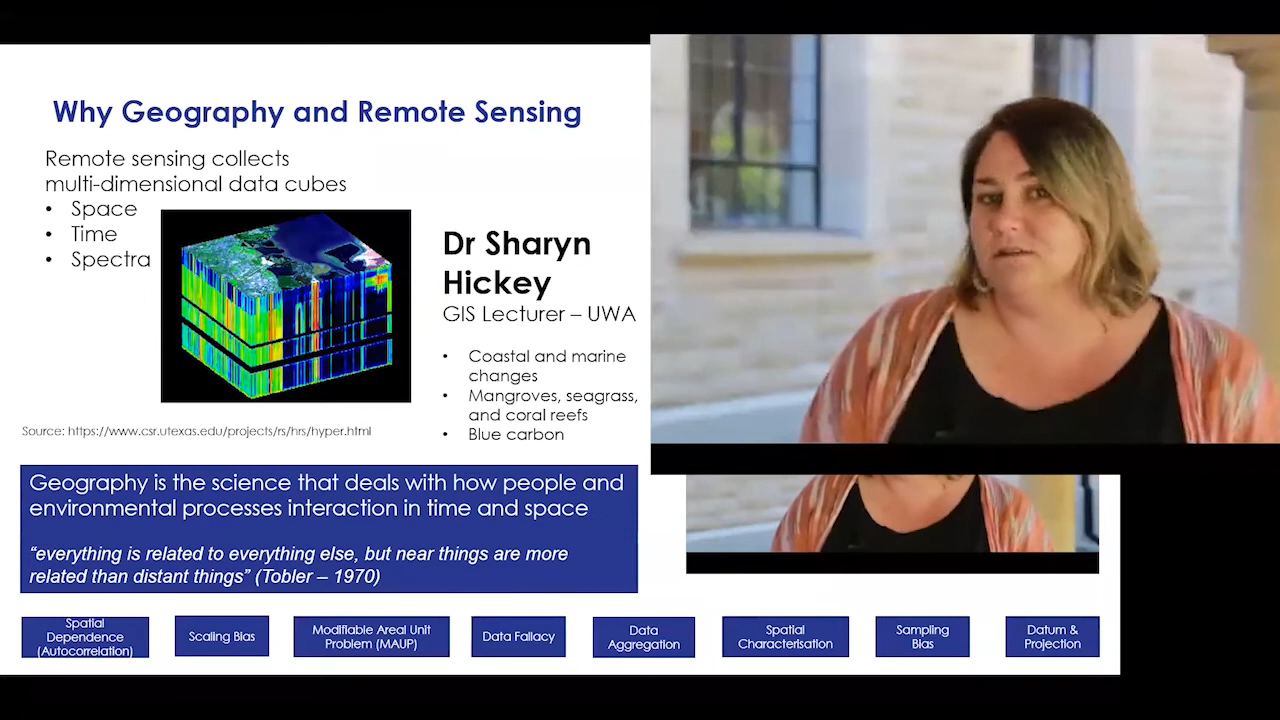 Why Geography and Remote Sensing
Remote sensing collects
multi-dimensional data cubes
• Space
• Time
• Spectra
Dr Sharyn
Hickey
GIS Lecturer – UWA
• Coastal and marine
changes
• Mangroves, seagrass,
and coral reefs
• Blue carbon
Source: https://www.csr.utexas.edu/projects/rs/hrs/hyper.html
Geography is the science that deals with how people and
environmental processes interaction in time and space
“everything is related to everything else, but near things are more
related than distant things” (Tobler – 1970)
Spatial
Dependence
(Autocorrelation)
Scaling Bias
Modifiable Areal Unit
Problem (MAUP)
Data Fallacy
Data
Aggregation
Spatial
Characterisation
Sampling
Bias
Datum &
Projection